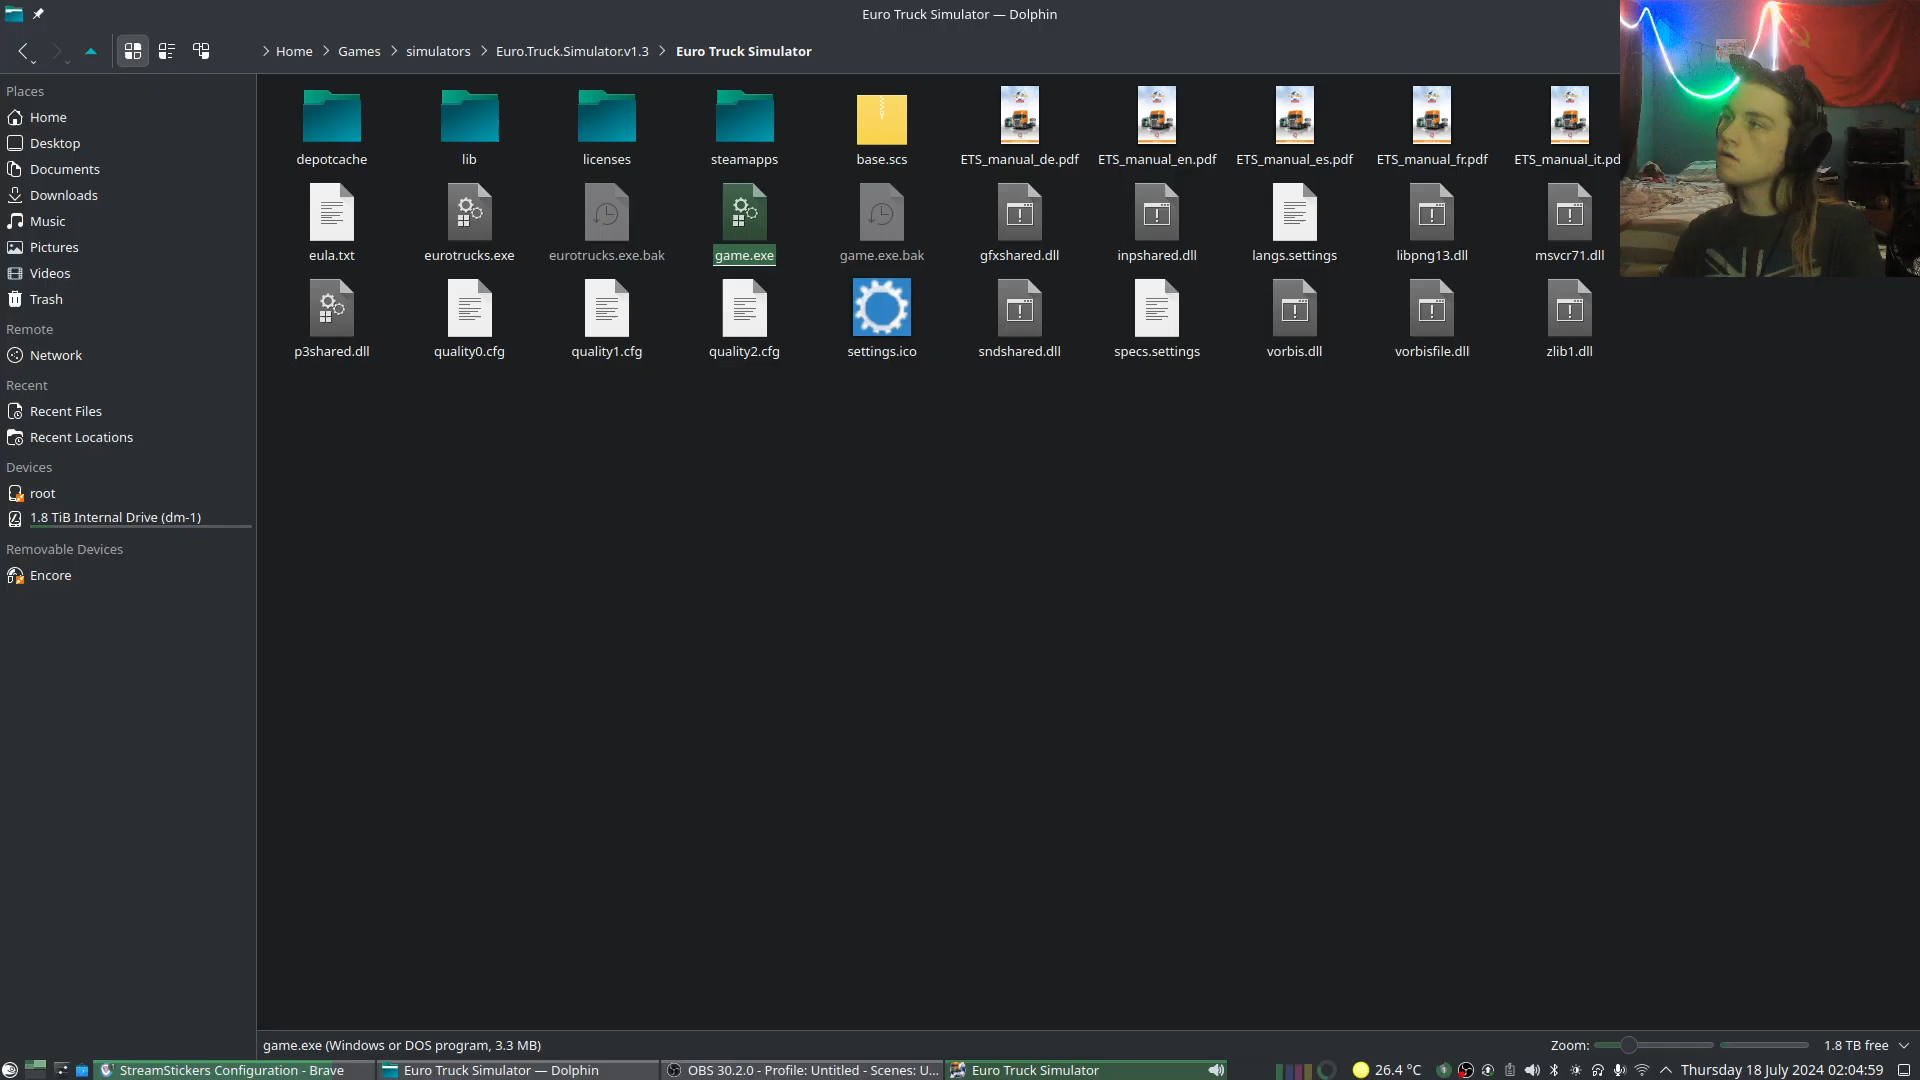 Euro Truck Simulator — Dolphin
Home
Games
simulators
Euro.Truck.Simulator.v1.3
Euro Truck Simulator
Places
Home
Desktop
Documents
Downloads
Music
Pictures
Videos
Trash
Remote
Network
Recent
Recent Files
Recent Locations
Devices
root
1.8 TiB Internal Drive (dm-1)
Removable Devices
Encore
depotcache
lib
licenses
steamapps
base.scs
ETS_manual_de.pdf
ETS_manual_en.pdf
ETS_manual_es.pdf
ETS_manual_fr.pdf
ETS_manual_it.pd
eula.txt
eurotrucks.exe
eurotrucks.exe.bak
game.exe
game.exe.bak
gfxshared.dll
inpshared.dll
langs.settings
libpng13.dll
msvcr71.dll
p3shared.dll
quality0.cfg
quality1.cfg
quality2.cfg
settings.ico
sndshared.dll
specs.settings
vorbis.dll
vorbisfile.dll
zlib1.dll
game.exe (Windows or DOS program, 3.3 MB)
Zoom:
1.8 TB free
StreamStickers Configuration - Brave
Euro Truck Simulator — Dolphin
OBS 30.2.0 - Profile: Untitled - Scenes: U...
Euro Truck Simulator
26.4 °C
Thursday 18 July 2024 02:04:59